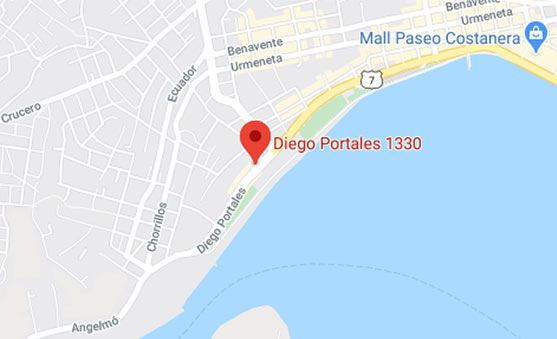 Benavente
Urmeneta
Benavente
Urmeneta
Mall Paseo Costanera
Ecuador
7
Crucero
Diego Portales 1330
Chorrillos
Diego Portales
Angelmó